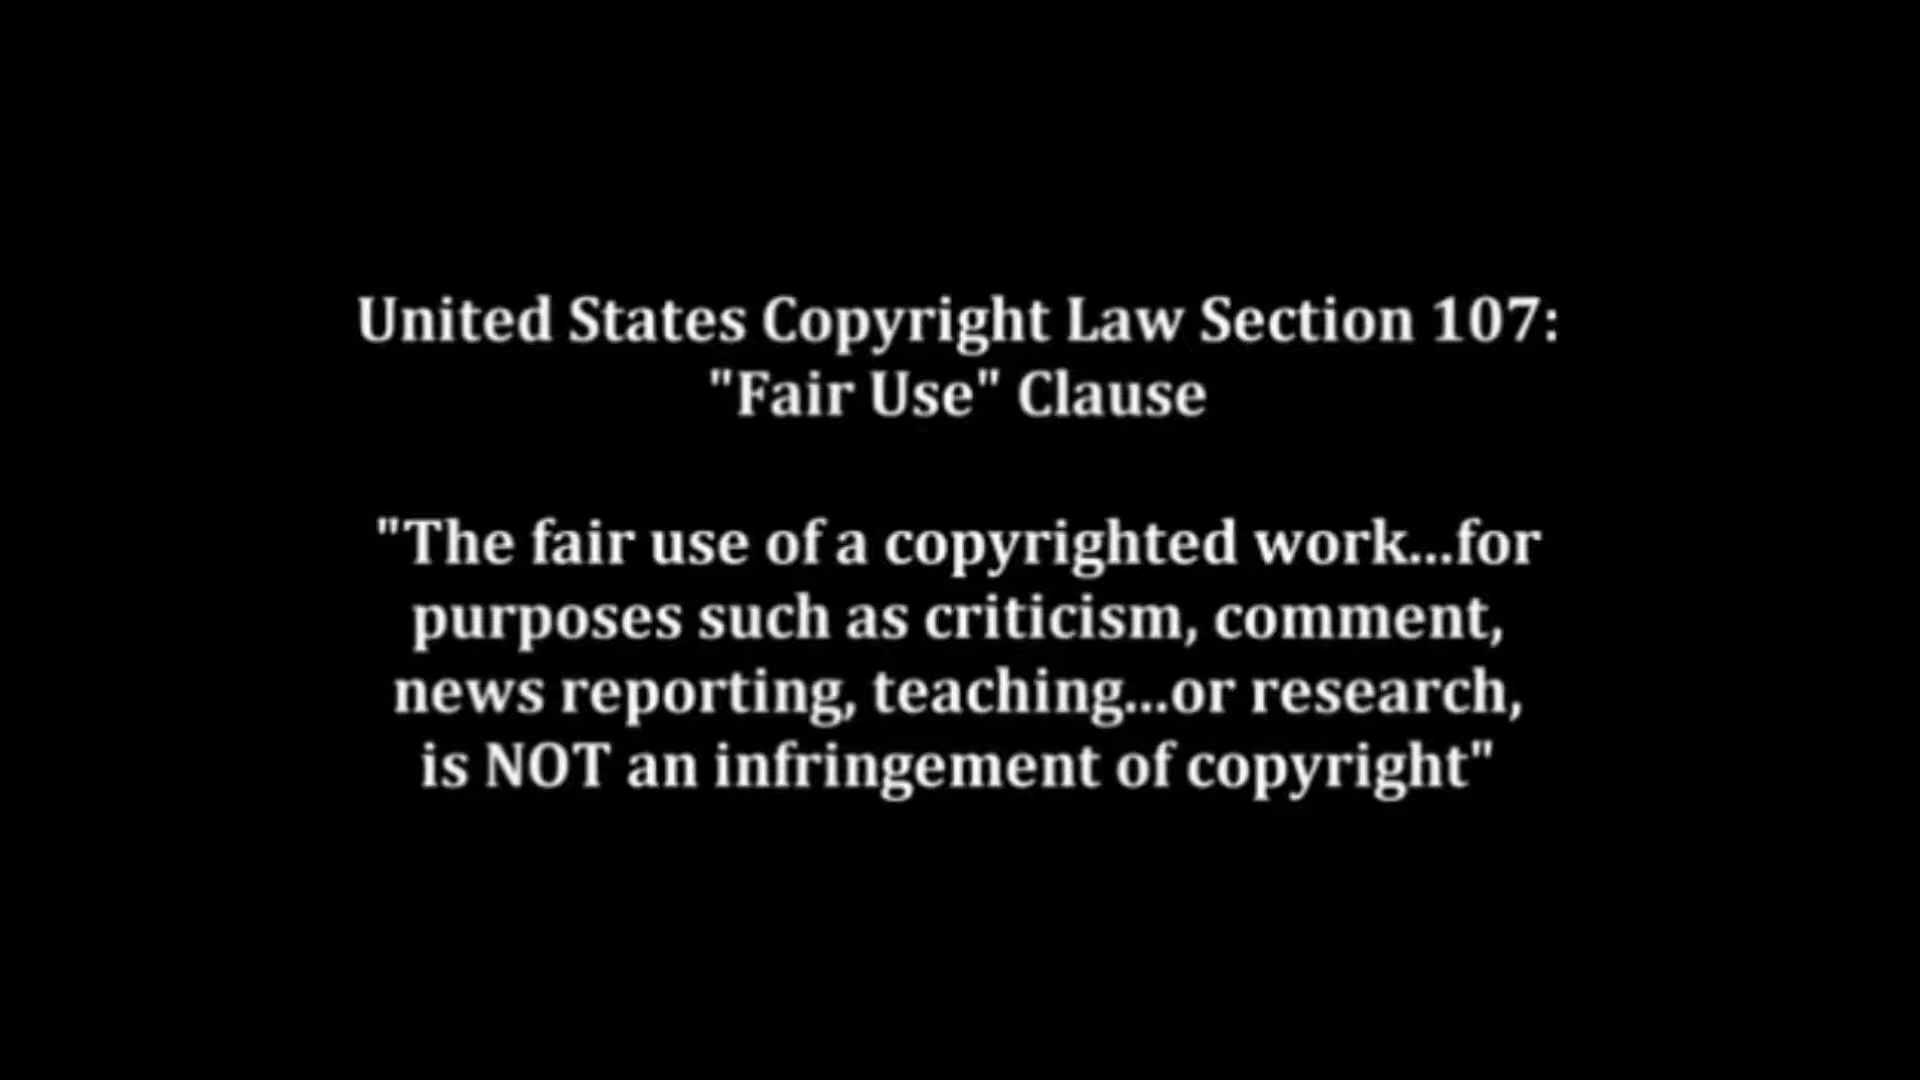 United States Copyright Law Section 107:
"Fair Use" Clause
"The fair use of a copyrighted work...for
purposes such as criticism, comment,
news reporting, teaching...or research,
is NOT an infringement of copyright"